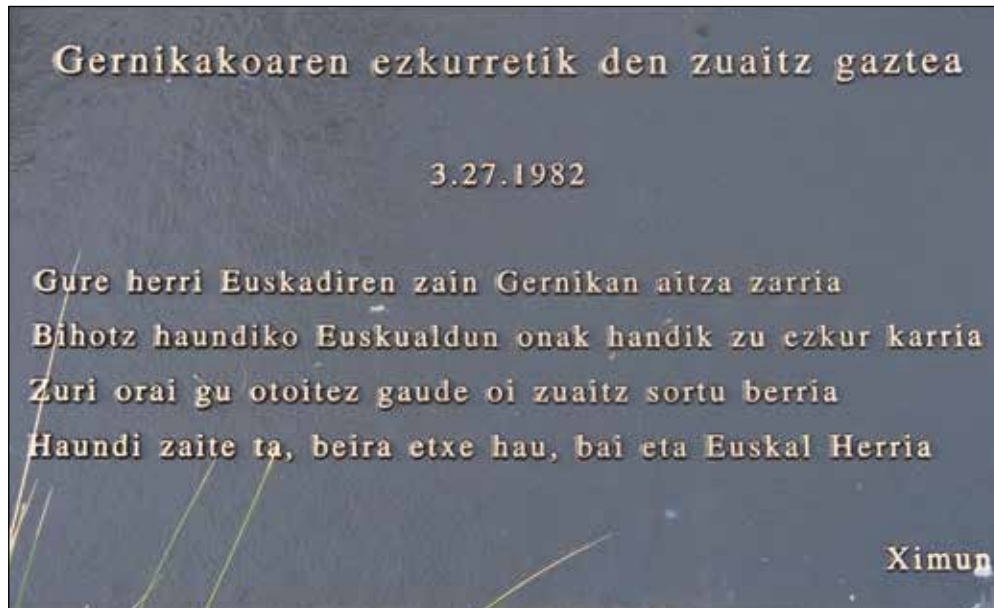 Gernikakoaren ezkurretik den zuaitz gaztea
3.27.1982
Gure herri Euskadiren zain Gernikan aitza zarria
Bihotz haundiko Euskualdun onak handik zu ezkur karria
Zuri orai gu otoitez gaude oi zuaitz sortu berria
Haundi zaite ta, beira etxe hau, bai eta Euskal Herria
Ximun